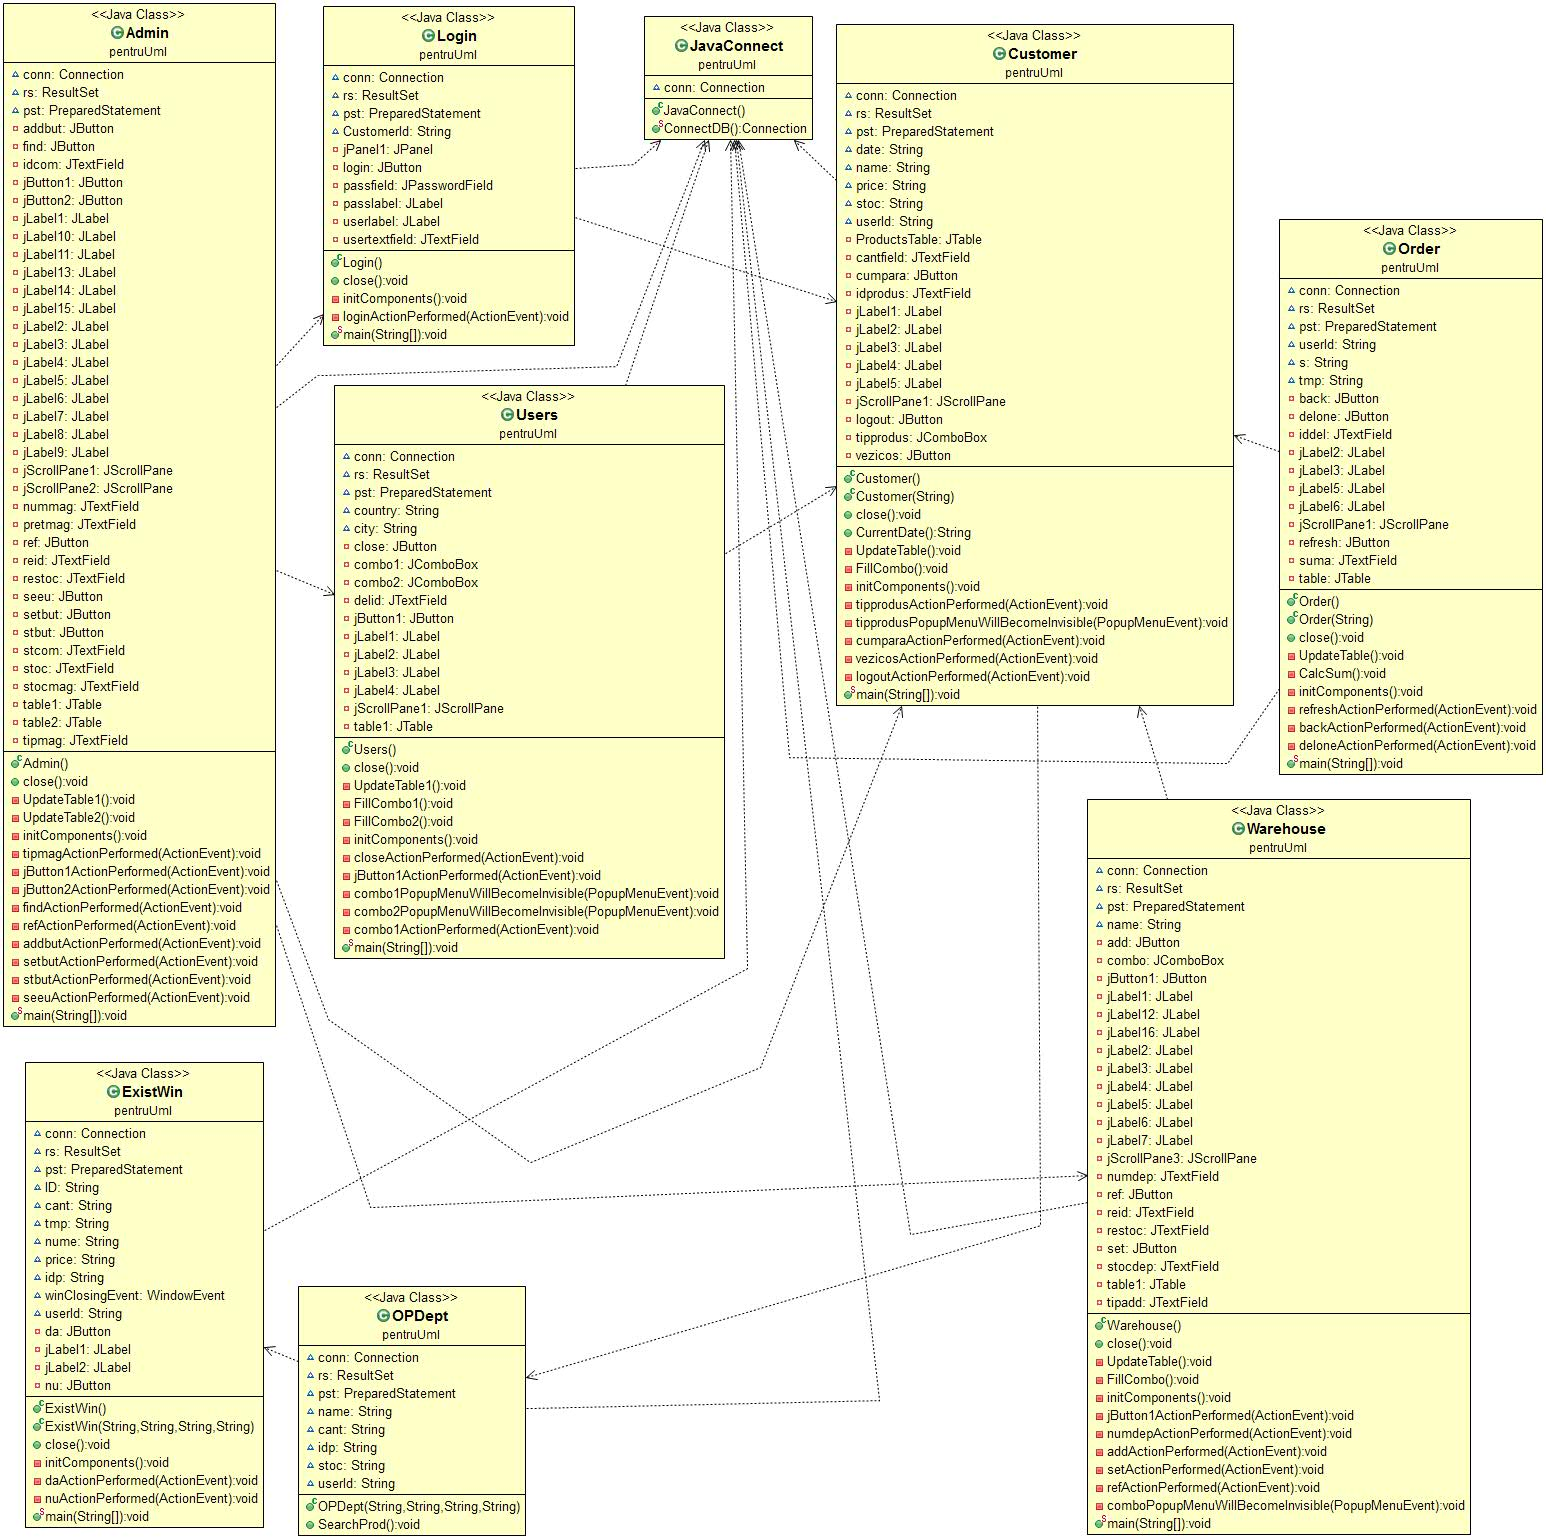 <<Java Class>>
Admin
pentruUml
conn: Connection
rs: ResultSet
pst: PreparedStatement
addbut: JButton
find: JButton
idcom: JTextField
jButton1: JButton
jButton2: JButton
jLabel1: JLabel
jLabel10: JLabel
jLabel11: JLabel
jLabel13: JLabel
jLabel14: JLabel
jLabel15: JLabel
jLabel2: JLabel
jLabel3: JLabel
jLabel4: JLabel
jLabel5: JLabel
jLabel6: JLabel
jLabel7: JLabel
jLabel8: JLabel
jLabel9: JLabel
jScrollPane1: JScrollPane
jScrollPane2: JScrollPane
nummag: JTextField
pretmag: JTextField
ref: JButton
reid: JTextField
restoc: JTextField
seeu: JButton
setbut: JButton
stbut: JButton
stcom: JTextField
stoc: JTextField
stocmag: JTextField
table1: JTable
table2: JTable
tipmag: JTextField
Admin()
close():void
UpdateTable1():void
UpdateTable2():void
initComponents():void
tipmagActionPerformed(ActionEvent):void
jButton1ActionPerformed(ActionEvent):void
jButton2ActionPerformed(ActionEvent):void
findActionPerformed(ActionEvent):void
refActionPerformed(ActionEvent):void
addbutActionPerformed(ActionEvent):void
setbutActionPerformed(ActionEvent):void
stbutActionPerformed(ActionEvent):void
seeuActionPerformed(ActionEvent):void
main(String[]):void
<<Java Class>>
Login
pentruUml
conn: Connection
rs: ResultSet
pst: PreparedStatement
CustomerId: String
jPanel1: JPanel
login: JButton
passfield: JPasswordField
passlabel: JLabel
userlabel: JLabel
usertextfield: JTextField
Login()
close():void
initComponents():void
loginActionPerformed(ActionEvent):void
main(String[]):void
<<Java Class>>
JavaConnect
pentruUml
conn: Connection
JavaConnect()
ConnectDB():Connection
<<Java Class>>
Customer
pentruUml
conn: Connection
rs: ResultSet
pst: PreparedStatement
date: String
name: String
price: String
stoc: String
userId: String
ProductsTable: JTable
cantfield: JTextField
cumpara: JButton
idprodus: JTextField
jLabel1: JLabel
jLabel2: JLabel
jLabel3: JLabel
jLabel4: JLabel
jLabel5: JLabel
jScrollPane1: JScrollPane
logout: JButton
tipprodus: JComboBox
vezicos: JButton
Customer()
Customer(String)
close():void
CurrentDate():String
UpdateTable():void
FillCombo():void
initComponents():void
tipprodusActionPerformed(ActionEvent):void
tipprodusPopupMenuWillBecomeInvisible(PopupMenuEvent):void
cumparaActionPerformed(ActionEvent):void
vezicosActionPerformed(ActionEvent):void
logoutActionPerformed(ActionEvent):void
main(String[]):void
<<Java Class>>
Order
pentruUml
conn: Connection
rs: ResultSet
pst: PreparedStatement
userId: String
s: String
tmp: String
back: JButton
delone: JButton
iddel: JTextField
jLabel2: JLabel
jLabel3: JLabel
jLabel5: JLabel
jLabel6: JLabel
jScrollPane1: JScrollPane
refresh: JButton
suma: JTextField
table: JTable
Order()
Order(String)
close():void
UpdateTable():void
CalcSum():void
initComponents():void
refreshActionPerformed(ActionEvent):void
backActionPerformed(ActionEvent):void
deloneActionPerformed(ActionEvent):void
main(String[]):void
<<Java Class>>
Users
pentruUml
conn: Connection
rs: ResultSet
pst: PreparedStatement
country: String
city: String
close: JButton
combo1: JComboBox
combo2: JComboBox
delid: JTextField
jButton1: JButton
jLabel1: JLabel
jLabel2: JLabel
jLabel3: JLabel
jLabel4: JLabel
jScrollPane1: JScrollPane
table1: JTable
Users()
close():void
UpdateTable1():void
FillCombo1():void
FillCombo2():void
initComponents():void
closeActionPerformed(ActionEvent):void
jButton1ActionPerformed(ActionEvent):void
combo1PopupMenuWillBecomeInvisible(PopupMenuEvent):void
combo2PopupMenuWillBecomeInvisible(PopupMenuEvent):void
combo1ActionPerformed(ActionEvent):void
main(String[]):void
<<Java Class>>
Warehouse
pentruUml
conn: Connection
rs: ResultSet
pst: PreparedStatement
name: String
add: JButton
combo: JComboBox
jButton1: JButton
jLabel1: JLabel
jLabel12: JLabel
jLabel16: JLabel
jLabel2: JLabel
jLabel3: JLabel
jLabel4: JLabel
jLabel5: JLabel
jLabel6: JLabel
jLabel7: JLabel
jScrollPane3: JScrollPane
numdep: JTextField
ref: JButton
reid: JTextField
restoc: JTextField
set: JButton
stocdep: JTextField
table1: JTable
tipadd: JTextField
Warehouse()
close():void
UpdateTable():void
FillCombo():void
initComponents():void
jButton1ActionPerformed(ActionEvent):void
numdepActionPerformed(ActionEvent):void
addActionPerformed(ActionEvent):void
setActionPerformed(ActionEvent):void
refActionPerformed(ActionEvent):void
comboPopupMenuWillBecomeInvisible(PopupMenuEvent):void
main(String[]):void
<<Java Class>>
ExistWin
pentruUml
conn: Connection
rs: ResultSet
pst: PreparedStatement
ID: String
cant: String
tmp: String
nume: String
price: String
idp: String
winClosingEvent: WindowEvent
userId: String
da: JButton
jLabel1: JLabel
jLabel2: JLabel
nu: JButton
ExistWin()
ExistWin(String,String,String,String)
close():void
initComponents():void
daActionPerformed(ActionEvent):void
nuActionPerformed(ActionEvent):void
main(String[]):void
<<Java Class>>
OPDept
pentruUml
conn: Connection
rs: ResultSet
pst: PreparedStatement
name: String
cant: String
idp: String
stoc: String
userId: String
OPDept(String,String,String,String)
SearchProd():void